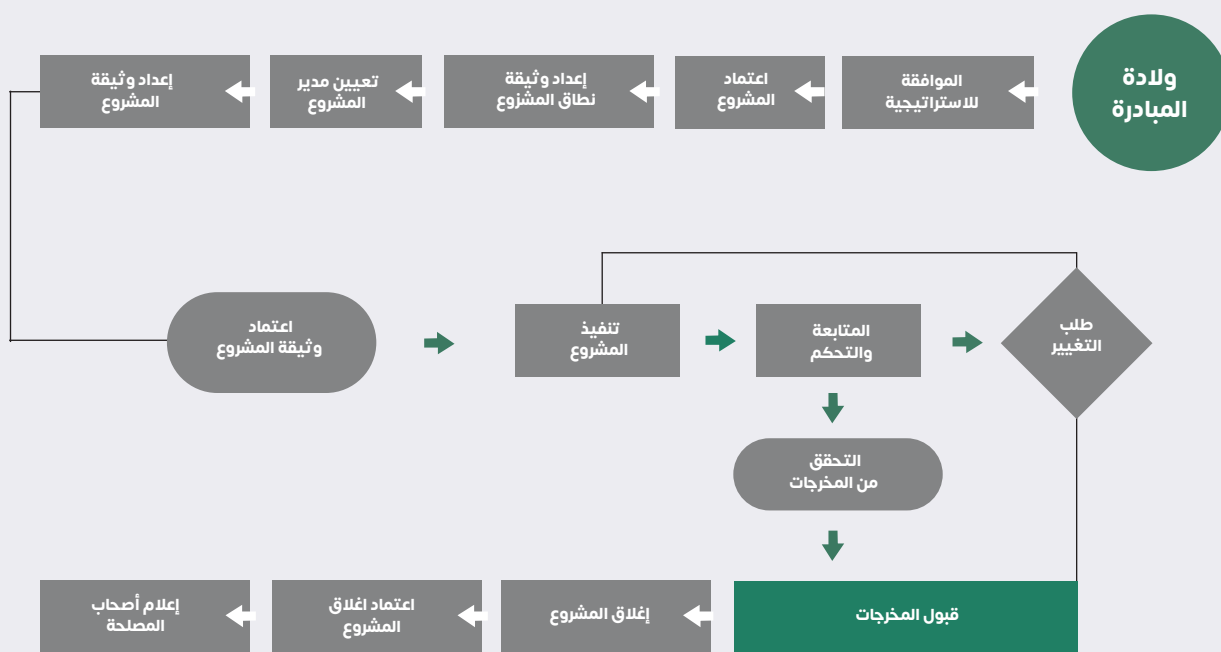 ولادة
المبادرة
الموافقة
للاستراتيجية
اعتماد
المشروع
إعداد وثيقة
نطاق المشزوع
تعيين مدير
المشروع
إعداد وثيقة
المشروع
اعتماد
وثيقة المشروع
تنفيذ
المشروع
المتابعة
والتحكم
طلب
التغيير
التحقق
من المخرجات
قبول المخرجات
إغلاق المشروع
اعتماد اغلاق
المشروع
إعلام أصحاب
المصلحة